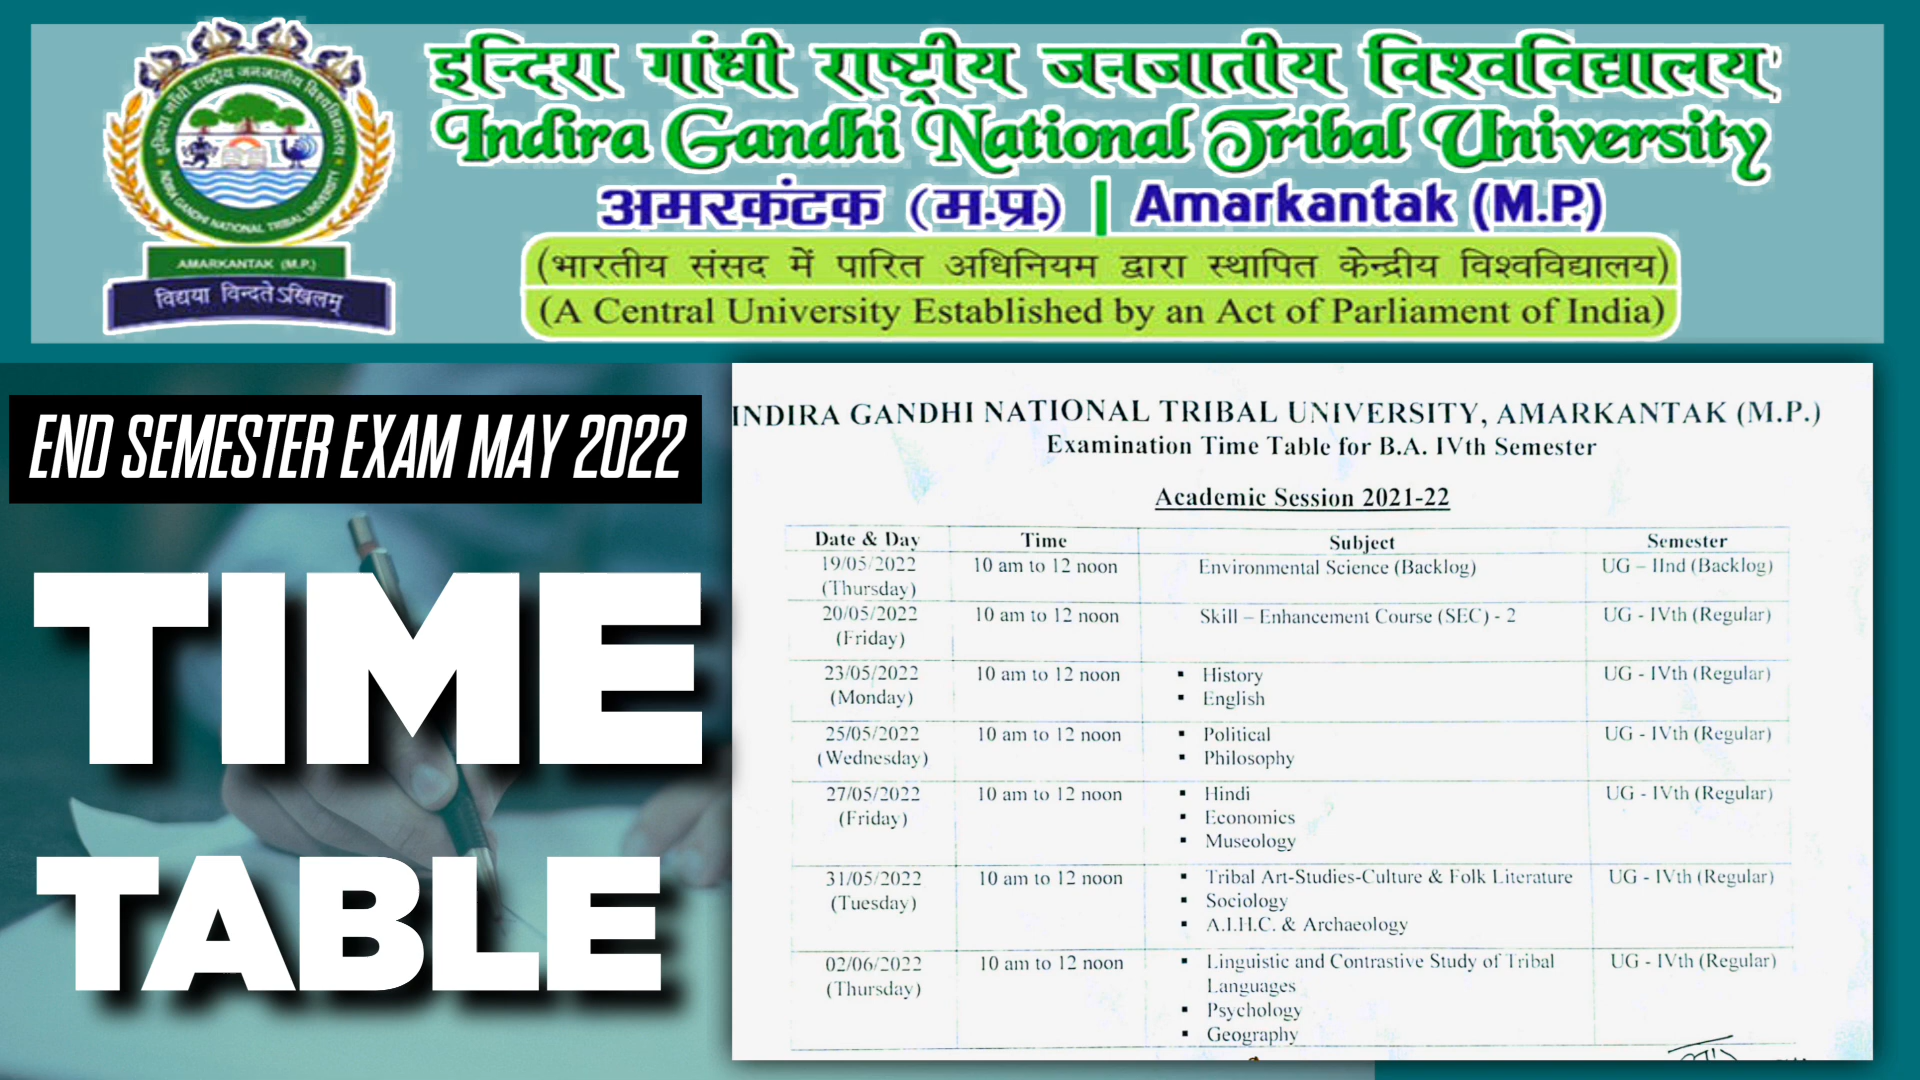 इन्दिरा गांधी राष्ट्रीय जनजातीय विश्वविद्यालय
Indira Gandhi National Tribal University
अमरकंटक (म.प्र.) | Amarkantak (M.P.)
(भारतीय संसद में पारित अधिनियम द्वारा स्थापित केन्द्रीय विश्वविद्यालय)
(A Central University Established by an Act of Parliament of India)
इन्दिरा गाँधी राष्ट्रीय जनजातीय विश्वविद्यालय
INDIRA GANDHI NATIONAL TRIBAL UNIVERSITY
AMARKANTAK (M.P.)
विद्यया विन्दतेऽखिलम्
END SEMESTER EXAM MAY 2022
TIME
TABLE
INDIRA GANDHI NATIONAL TRIBAL UNIVERSITY, AMARKANTAK (M.P.)
Examination Time Table for B.A. IVth Semester
Academic Session 2021-22
Date & Day Time Subject Semester
19/05/2022 10 am to 12 noon Environmental Science (Backlog) UG – IInd (Backlog)
(Thursday)
20/05/2022 10 am to 12 noon Skill – Enhancement Course (SEC) - 2 UG - IVth (Regular)
(Friday)
23/05/2022 10 am to 12 noon ▪ History UG - IVth (Regular)
(Monday) ▪ English
25/05/2022 10 am to 12 noon ▪ Political UG - IVth (Regular)
(Wednesday) ▪ Philosophy
27/05/2022 10 am to 12 noon ▪ Hindi UG - IVth (Regular)
(Friday) ▪ Economics
▪ Museology
31/05/2022 10 am to 12 noon ▪ Tribal Art-Studies-Culture & Folk Literature UG - IVth (Regular)
(Tuesday) ▪ Sociology
▪ A.I.H.C. & Archaeology
02/06/2022 10 am to 12 noon ▪ Linguistic and Contrastive Study of Tribal UG - IVth (Regular)
(Thursday) Languages
▪ Psychology
▪ Geography